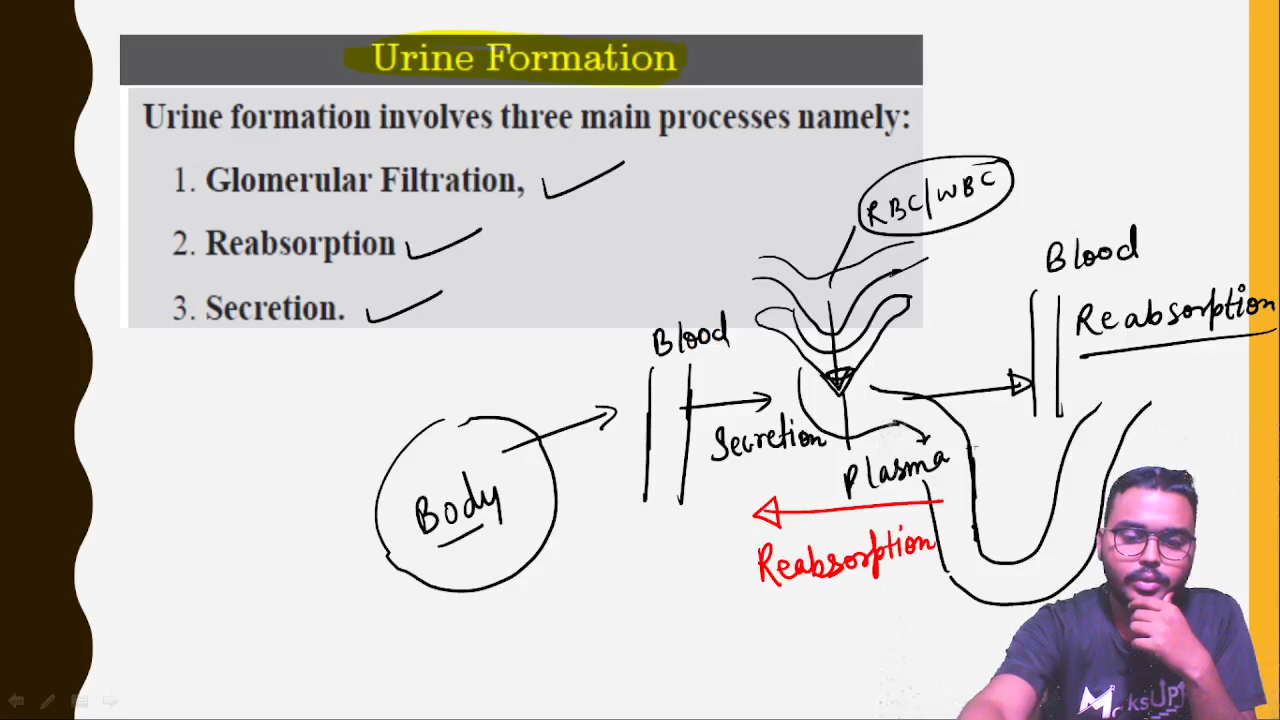 Urine Formation
Urine formation involves three main processes namely:
1. Glomerular Filtration,
2. Reabsorption
3. Secretion.
RBC/WBC
Blood
Reabsorption
Blood
Secretion
Plasma
Body
Reabsorption
MarksUP